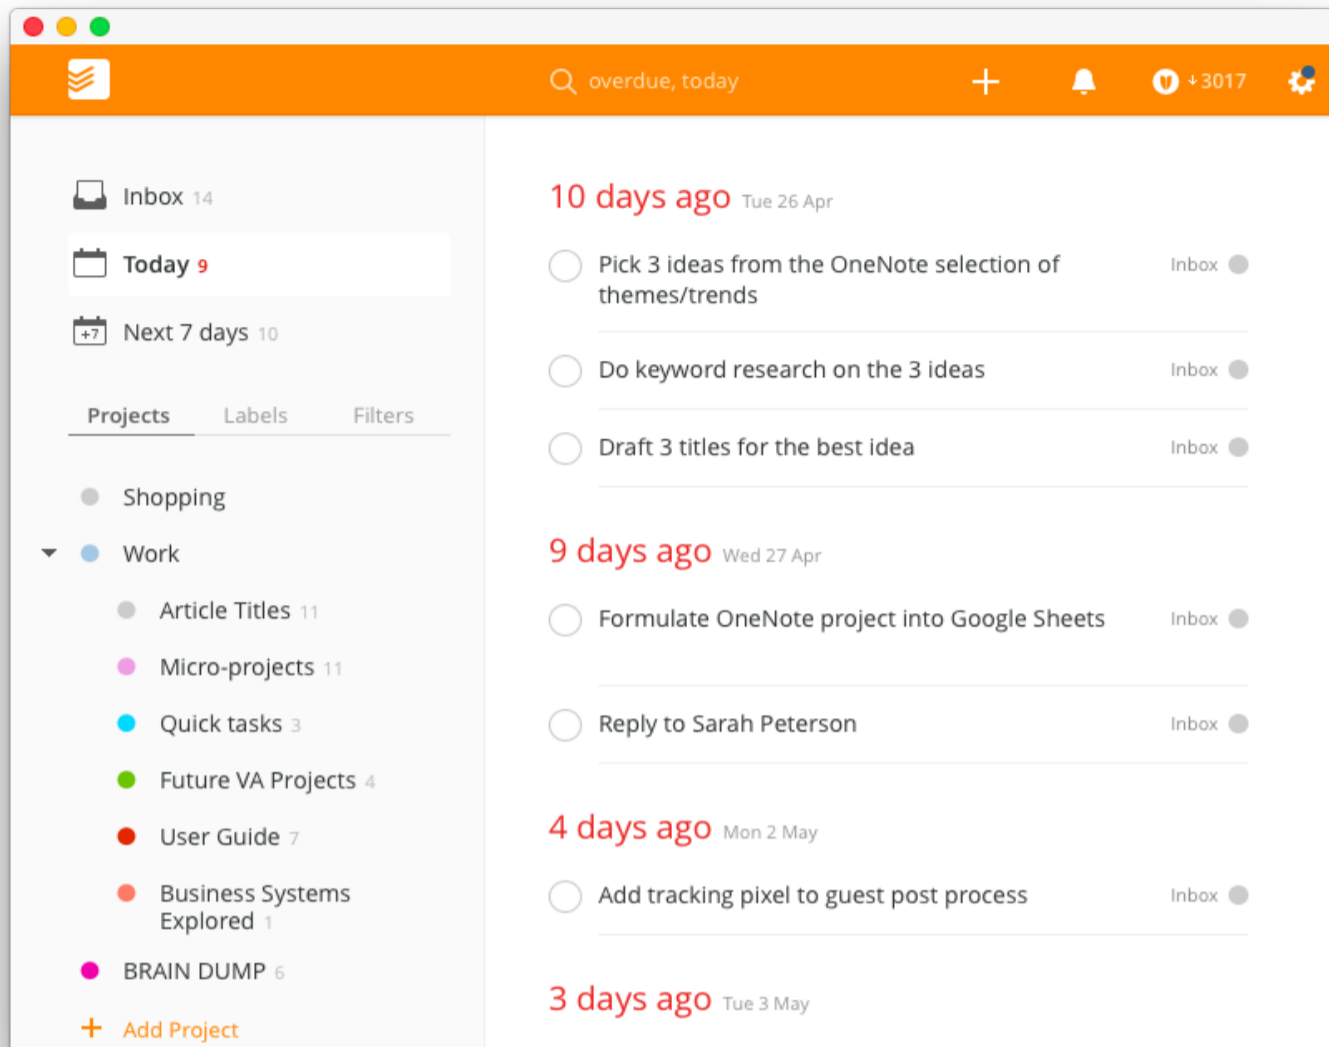 overdue, today
3017
Inbox 14
Today 9
+7 Next 7 days 10
Projects Labels Filters
Shopping
Work
Article Titles 11
Micro-projects 11
Quick tasks 3
Future VA Projects 4
User Guide 7
Business Systems
Explored 1
BRAIN DUMP 6
+ Add Project
10 days ago Tue 26 Apr
Pick 3 ideas from the OneNote selection of Inbox
themes/trends
Do keyword research on the 3 ideas Inbox
Draft 3 titles for the best idea Inbox
9 days ago Wed 27 Apr
Formulate OneNote project into Google Sheets Inbox
Reply to Sarah Peterson Inbox
4 days ago Mon 2 May
Add tracking pixel to guest post process Inbox
3 days ago Tue 3 May